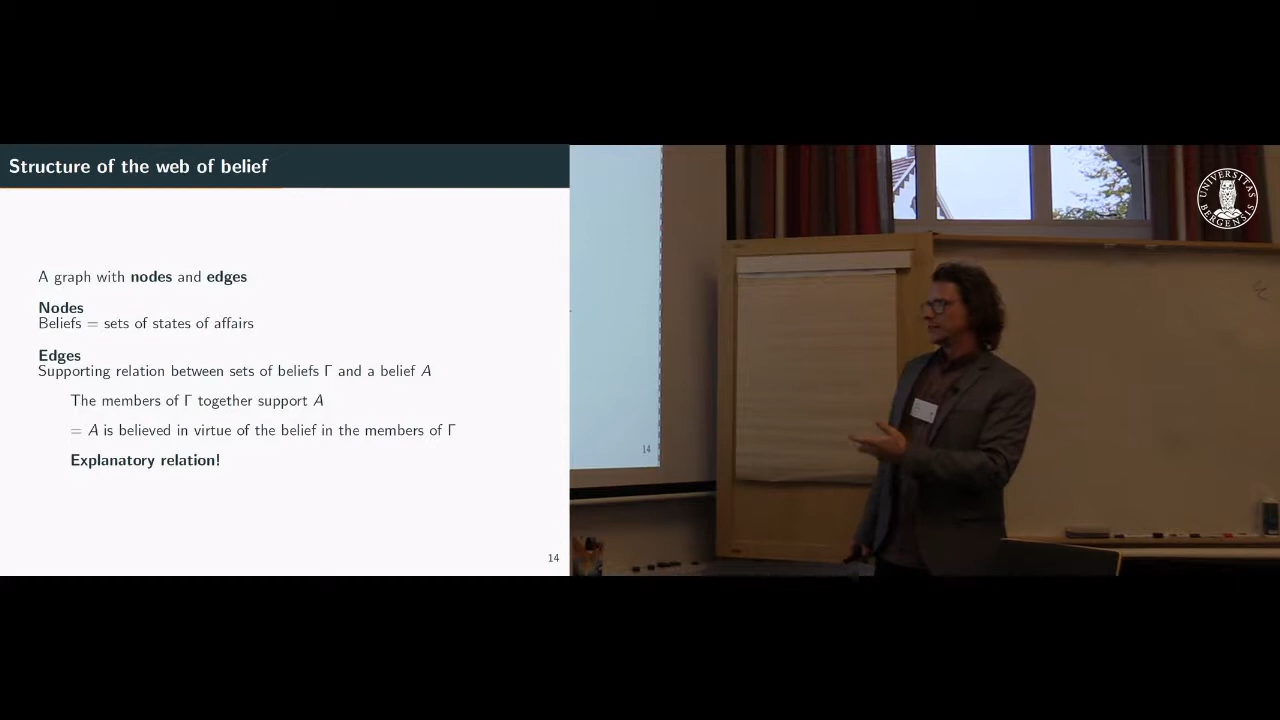 Structure of the web of belief
A graph with nodes and edges
Nodes
Beliefs = sets of states of affairs
Edges
Supporting relation between sets of beliefs Γ and a belief A
The members of Γ together support A
= A is believed in virtue of the belief in the members of Γ
Explanatory relation!
14
14
UNIVERSITAS
BERGENSIS